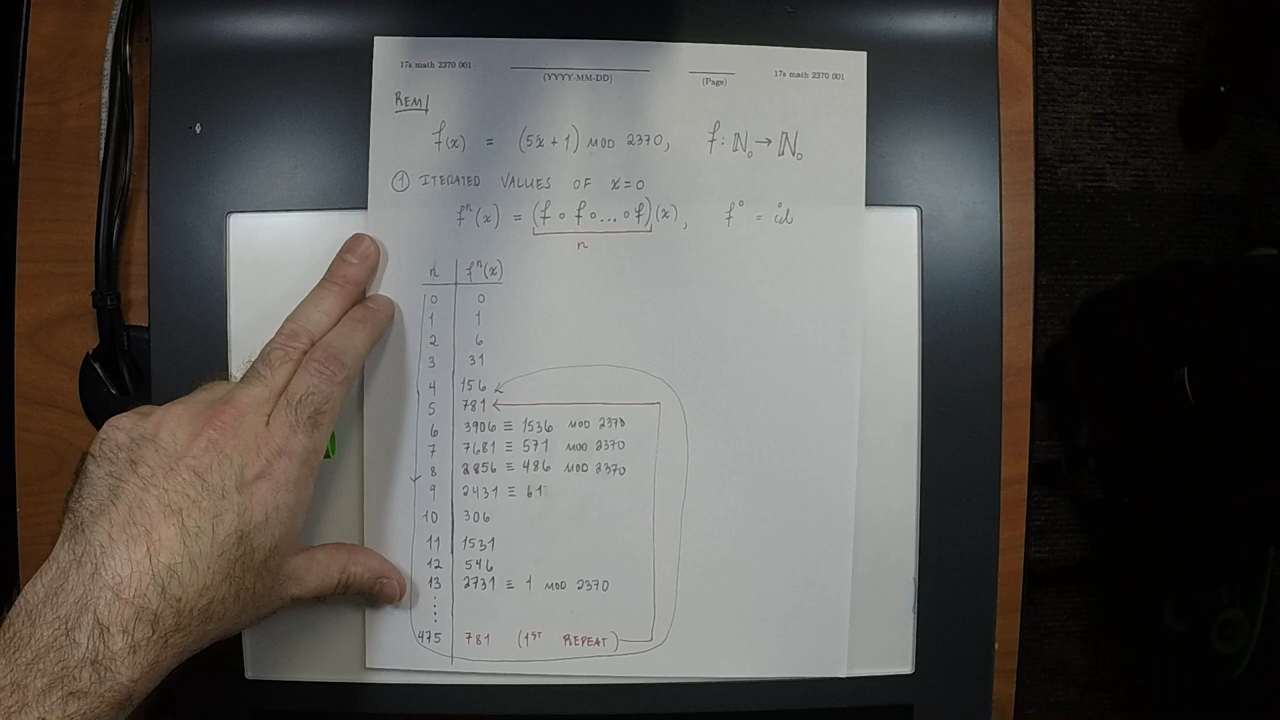 17s math 2370 001 (YYYY-MM-DD) (Page) 17s math 2370 001
REM/
f(x) = (5x + 1) MOD 2370, f: ℕ₀ → ℕ₀
① ITERATED VALUES OF x=0
fⁿ(x) = (f ∘ f ∘ ... ∘ f)(x), f⁰ = id
n
n fⁿ(x)
0 0
1 1
2 6
3 31
4 156
5 781
6 3906 ≡ 1536 MOD 2370
7 7681 ≡ 571 MOD 2370
8 2856 ≡ 486 MOD 2370
9 2431 ≡ 61
10 306
11 1531
12 546
13 2731 ≡ 1 MOD 2370
⋮
475 781 (1ST REPEAT)